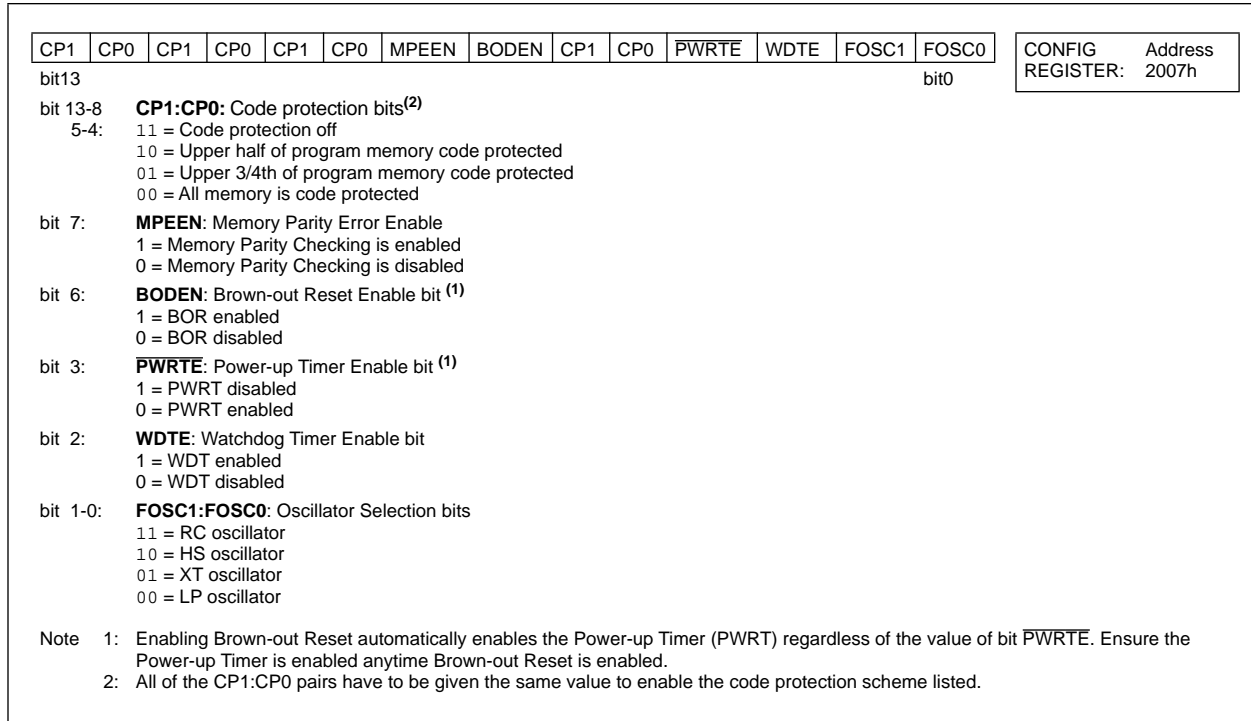 CP1 CP0 CP1 CP0 CP1 CP0 MPEEN BODEN CP1 CP0 PWRTE WDTE FOSC1 FOSC0
CONFIG Address
REGISTER: 2007h
bit13 bit0
bit 13-8 CP1:CP0: Code protection bits(2)
5-4: 11 = Code protection off
10 = Upper half of program memory code protected
01 = Upper 3/4th of program memory code protected
00 = All memory is code protected
bit 7: MPEEN: Memory Parity Error Enable
1 = Memory Parity Checking is enabled
0 = Memory Parity Checking is disabled
bit 6: BODEN: Brown-out Reset Enable bit (1)
1 = BOR enabled
0 = BOR disabled
bit 3: PWRTE: Power-up Timer Enable bit (1)
1 = PWRT disabled
0 = PWRT enabled
bit 2: WDTE: Watchdog Timer Enable bit
1 = WDT enabled
0 = WDT disabled
bit 1-0: FOSC1:FOSC0: Oscillator Selection bits
11 = RC oscillator
10 = HS oscillator
01 = XT oscillator
00 = LP oscillator
Note 1: Enabling Brown-out Reset automatically enables the Power-up Timer (PWRT) regardless of the value of bit PWRTE. Ensure the
Power-up Timer is enabled anytime Brown-out Reset is enabled.
2: All of the CP1:CP0 pairs have to be given the same value to enable the code protection scheme listed.